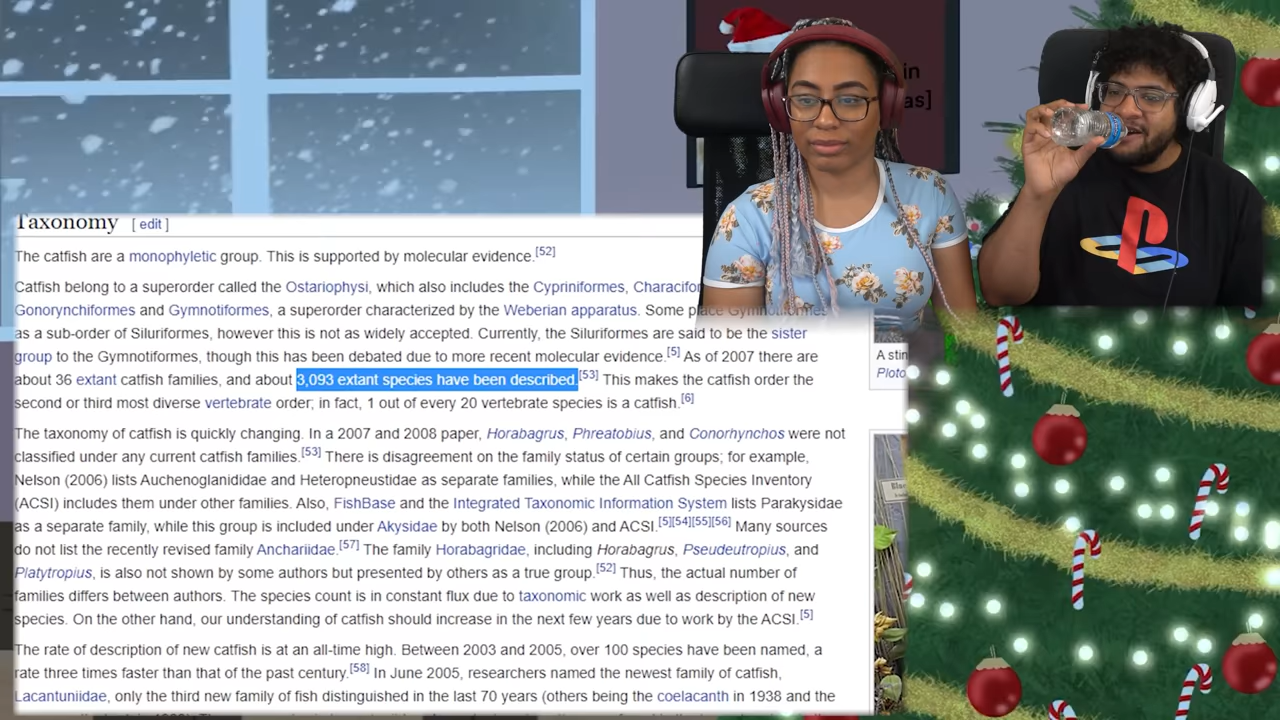 in
as]
Taxonomy [ edit ]
The catfish are a monophyletic group. This is supported by molecular evidence.[52]
Catfish belong to a superorder called the Ostariophysi, which also includes the Cypriniformes, Characifor
Gonorynchiformes and Gymnotiformes, a superorder characterized by the Weberian apparatus. Some place Gymnotiformes
as a sub-order of Siluriformes, however this is not as widely accepted. Currently, the Siluriformes are said to be the sister
group to the Gymnotiformes, though this has been debated due to more recent molecular evidence.[5] As of 2007 there are
about 36 extant catfish families, and about 3,093 extant species have been described.[53] This makes the catfish order the
second or third most diverse vertebrate order; in fact, 1 out of every 20 vertebrate species is a catfish.[6]
The taxonomy of catfish is quickly changing. In a 2007 and 2008 paper, Horabagrus, Phreatobius, and Conorhynchos were not
classified under any current catfish families.[53] There is disagreement on the family status of certain groups; for example,
Nelson (2006) lists Auchenoglanididae and Heteropneustidae as separate families, while the All Catfish Species Inventory
(ACSI) includes them under other families. Also, FishBase and the Integrated Taxonomic Information System lists Parakysidae
as a separate family, while this group is included under Akysidae by both Nelson (2006) and ACSI.[5][54][55][56] Many sources
do not list the recently revised family Anchariidae.[57] The family Horabagridae, including Horabagrus, Pseudeutropius, and
Platytropius, is also not shown by some authors but presented by others as a true group.[52] Thus, the actual number of
families differs between authors. The species count is in constant flux due to taxonomic work as well as description of new
species. On the other hand, our understanding of catfish should increase in the next few years due to work by the ACSI.[5]
The rate of description of new catfish is at an all-time high. Between 2003 and 2005, over 100 species have been named, a
rate three times faster than that of the past century.[58] In June 2005, researchers named the newest family of catfish,
Lacantuniidae, only the third new family of fish distinguished in the last 70 years (others being the coelacanth in 1938 and the
A stin
Ploto